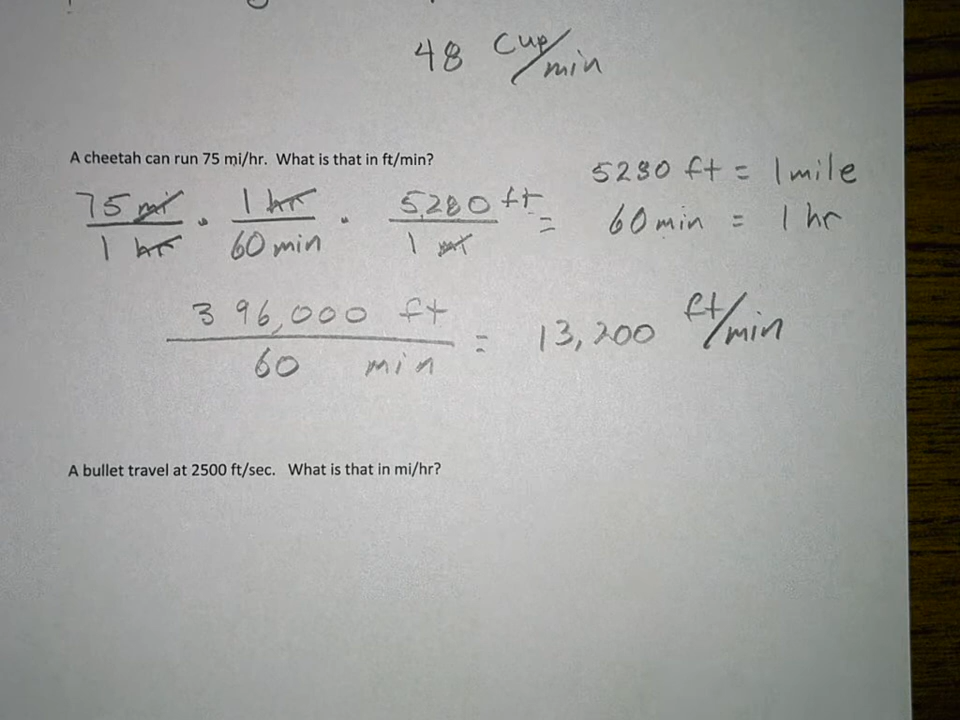 48 cup/min
A cheetah can run 75 mi/hr. What is that in ft/min?
5280 ft = 1 mile
75 mi / 1 hr · 1 hr / 60 min · 5,280 ft / 1 mi =
60 min = 1 hr
396,000 ft / 60 min = 13,200 ft/min
A bullet travel at 2500 ft/sec. What is that in mi/hr?